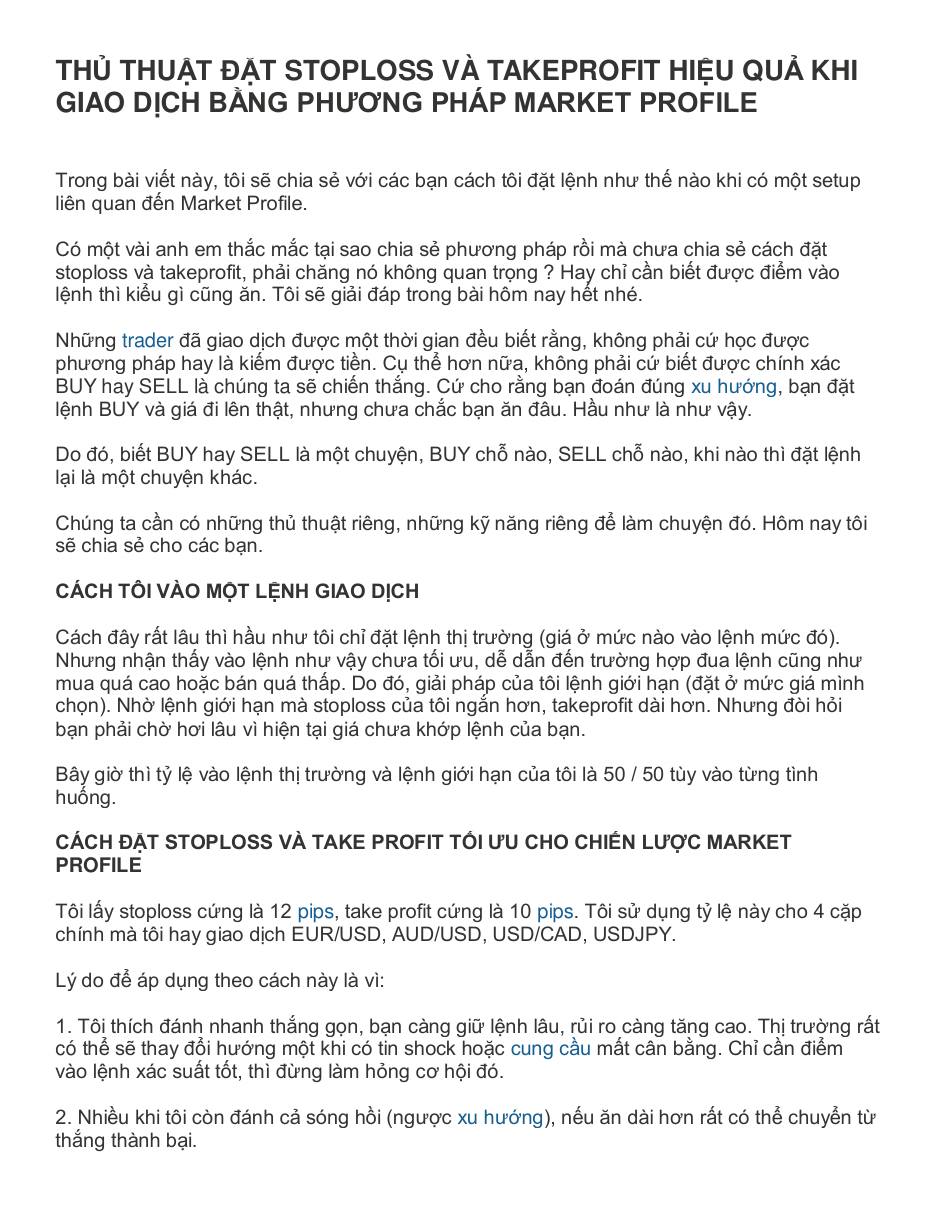 THỦ THUẬT ĐẶT STOPLOSS VÀ TAKEPROFIT HIỆU QUẢ KHI
GIAO DỊCH BẰNG PHƯƠNG PHÁP MARKET PROFILE
Trong bài viết này, tôi sẽ chia sẻ với các bạn cách tôi đặt lệnh như thế nào khi có một setup
liên quan đến Market Profile.
Có một vài anh em thắc mắc tại sao chia sẻ phương pháp rồi mà chưa chia sẻ cách đặt
stoploss và takeprofit, phải chăng nó không quan trọng ? Hay chỉ cần biết được điểm vào
lệnh thì kiểu gì cũng ăn. Tôi sẽ giải đáp trong bài hôm nay hết nhé.
Những trader đã giao dịch được một thời gian đều biết rằng, không phải cứ học được
phương pháp hay là kiếm được tiền. Cụ thể hơn nữa, không phải cứ biết được chính xác
BUY hay SELL là chúng ta sẽ chiến thắng. Cứ cho rằng bạn đoán đúng xu hướng, bạn đặt
lệnh BUY và giá đi lên thật, nhưng chưa chắc bạn ăn đâu. Hầu như là như vậy.
Do đó, biết BUY hay SELL là một chuyện, BUY chỗ nào, SELL chỗ nào, khi nào thì đặt lệnh
lại là một chuyện khác.
Chúng ta cần có những thủ thuật riêng, những kỹ năng riêng để làm chuyện đó. Hôm nay tôi
sẽ chia sẻ cho các bạn.
CÁCH TÔI VÀO MỘT LỆNH GIAO DỊCH
Cách đây rất lâu thì hầu như tôi chỉ đặt lệnh thị trường (giá ở mức nào vào lệnh mức đó).
Nhưng nhận thấy vào lệnh như vậy chưa tối ưu, dễ dẫn đến trường hợp đua lệnh cũng như
mua quá cao hoặc bán quá thấp. Do đó, giải pháp của tôi lệnh giới hạn (đặt ở mức giá mình
chọn). Nhờ lệnh giới hạn mà stoploss của tôi ngắn hơn, takeprofit dài hơn. Nhưng đòi hỏi
bạn phải chờ hơi lâu vì hiện tại giá chưa khớp lệnh của bạn.
Bây giờ thì tỷ lệ vào lệnh thị trường và lệnh giới hạn của tôi là 50 / 50 tùy vào từng tình
huống.
CÁCH ĐẶT STOPLOSS VÀ TAKE PROFIT TỐI ƯU CHO CHIẾN LƯỢC MARKET
PROFILE
Tôi lấy stoploss cứng là 12 pips, take profit cứng là 10 pips. Tôi sử dụng tỷ lệ này cho 4 cặp
chính mà tôi hay giao dịch EUR/USD, AUD/USD, USD/CAD, USDJPY.
Lý do để áp dụng theo cách này là vì:
1. Tôi thích đánh nhanh thắng gọn, bạn càng giữ lệnh lâu, rủi ro càng tăng cao. Thị trường rất
có thể sẽ thay đổi hướng một khi có tin shock hoặc cung cầu mất cân bằng. Chỉ cần điểm
vào lệnh xác suất tốt, thì đừng làm hỏng cơ hội đó.
2. Nhiều khi tôi còn đánh cả sóng hồi (ngược xu hướng), nếu ăn dài hơn rất có thể chuyển từ
thắng thành bại.